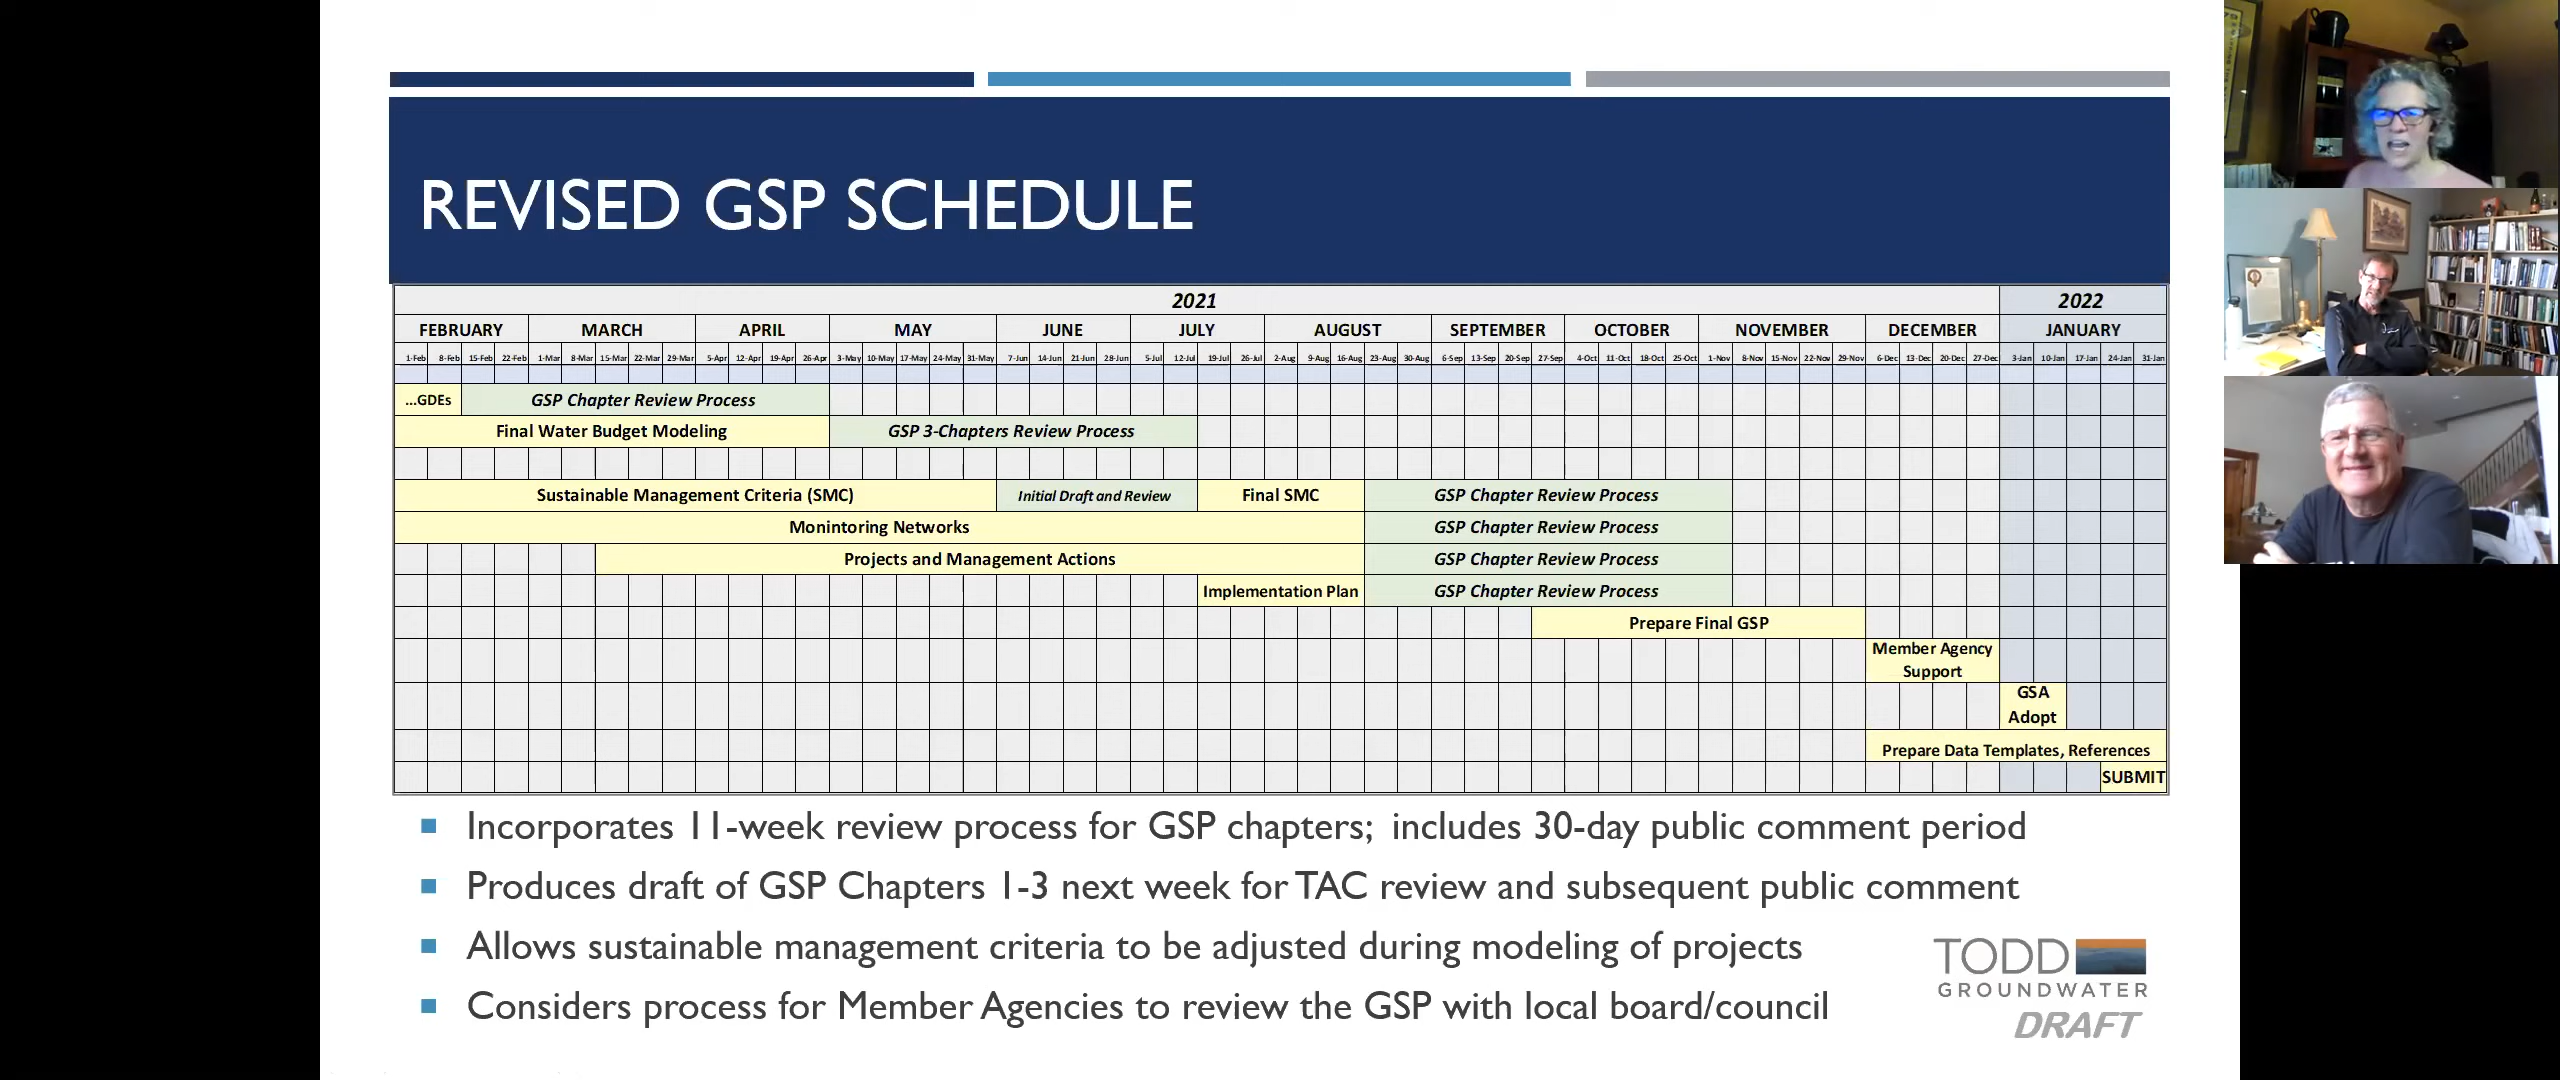 REVISED GSP SCHEDULE
2021 2022
FEBRUARY MARCH APRIL MAY JUNE JULY AUGUST SEPTEMBER OCTOBER NOVEMBER DECEMBER JANUARY
1-Feb 8-Feb 15-Feb 22-Feb 1-Mar 8-Mar 15-Mar 22-Mar 29-Mar 5-Apr 12-Apr 19-Apr 26-Apr 3-May 10-May 17-May 24-May 31-May 7-Jun 14-Jun 21-Jun 28-Jun 5-Jul 12-Jul 19-Jul 26-Jul 2-Aug 9-Aug 16-Aug 23-Aug 30-Aug 6-Sep 13-Sep 20-Sep 27-Sep 4-Oct 11-Oct 18-Oct 25-Oct 1-Nov 8-Nov 15-Nov 22-Nov 29-Nov 6-Dec 13-Dec 20-Dec 27-Dec 3-Jan 10-Jan 17-Jan 24-Jan 31-Jan
...GDEs GSP Chapter Review Process
Final Water Budget Modeling GSP 3-Chapters Review Process
Sustainable Management Criteria (SMC) Initial Draft and Review Final SMC GSP Chapter Review Process
Monintoring Networks GSP Chapter Review Process
Projects and Management Actions GSP Chapter Review Process
Implementation Plan GSP Chapter Review Process
Prepare Final GSP
Member Agency
Support
GSA
Adopt
Prepare Data Templates, References
SUBMIT
Incorporates 11-week review process for GSP chapters; includes 30-day public comment period
Produces draft of GSP Chapters 1-3 next week for TAC review and subsequent public comment
Allows sustainable management criteria to be adjusted during modeling of projects
Considers process for Member Agencies to review the GSP with local board/council
TODD
GROUNDWATER
DRAFT